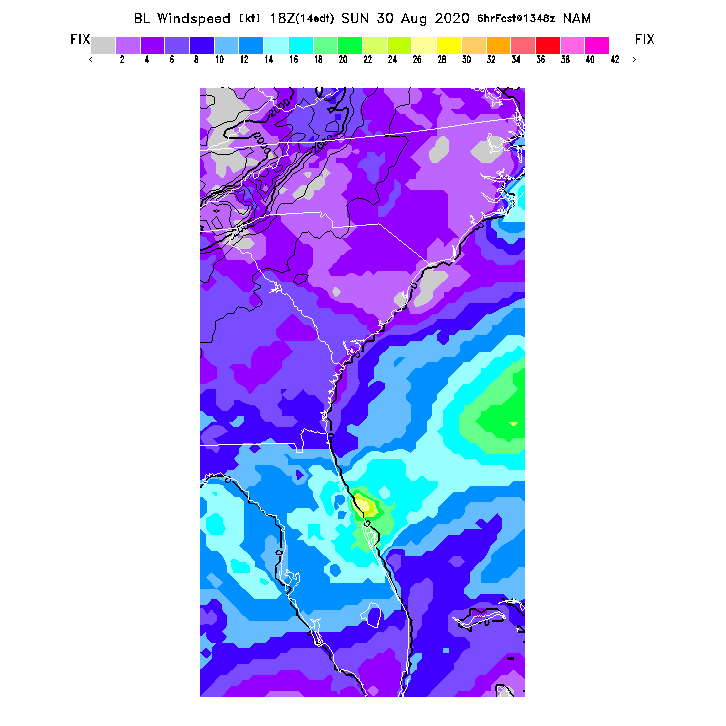 BL Windspeed [kt] 18Z(14edt) SUN 30 Aug 2020 6hrFcst@1348z NAM
FIX FIX
< 2 4 6 8 10 12 14 16 18 20 22 24 26 28 30 32 34 36 38 40 42 >